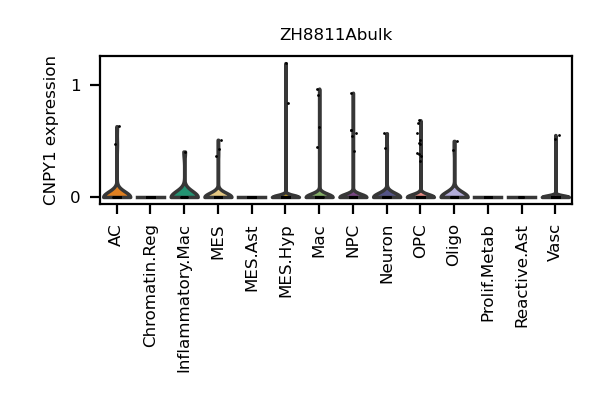 ZH8811Abulk
CNPY1 expression
1
0
AC
Chromatin.Reg
Inflammatory.Mac
MES
MES.Ast
MES.Hyp
Mac
NPC
Neuron
OPC
Oligo
Prolif.Metab
Reactive.Ast
Vasc